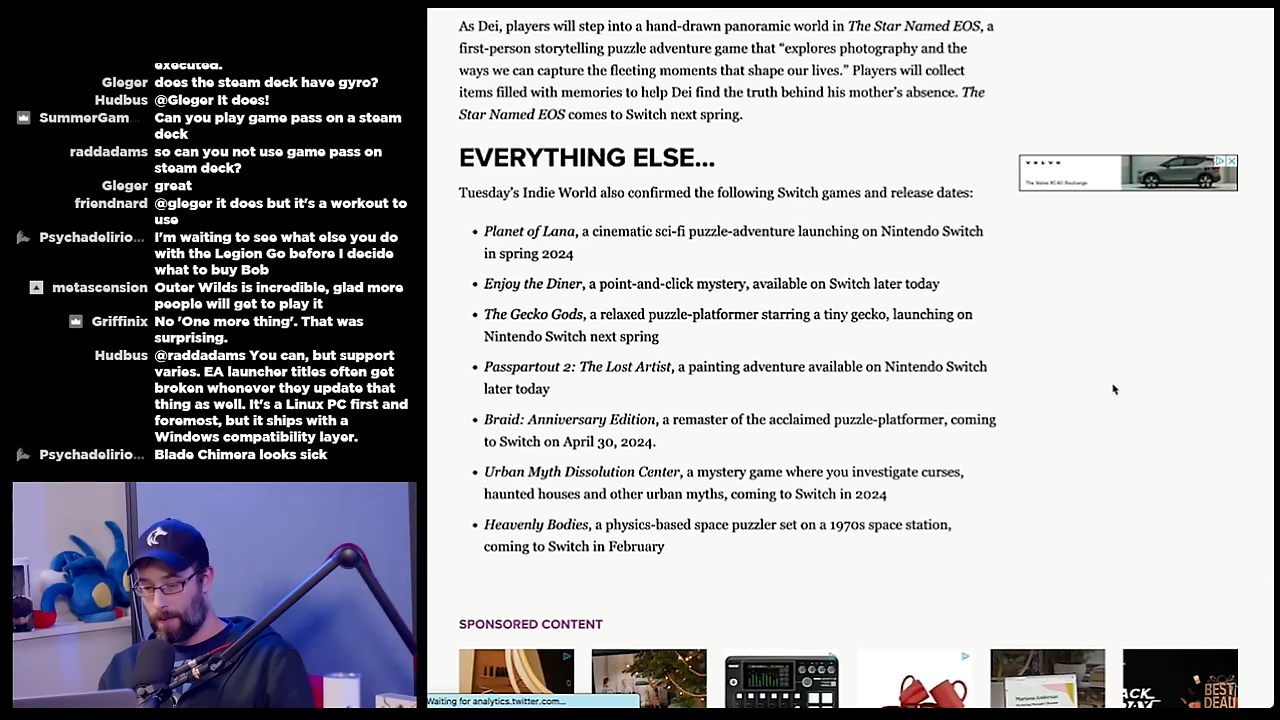 executed.
Gleger does the steam deck have gyro?
Hudbus @Gleger It does!
SummerGam Can you play game pass on a steam
deck
raddadams so can you not use game pass on
steam deck?
Gleger great
friendnard @gleger it does but it's a workout to
use
Psychadelirio... I'm waiting to see what else you do
with the Legion Go before I decide
what to buy Bob
metascension Outer Wilds is incredible, glad more
people will get to play it
Griffinix No 'One more thing'. That was
surprising.
Hudbus @raddadams You can, but support
varies. EA launcher titles often get
broken whenever they update that
thing as well. It's a Linux PC first and
foremost, but it ships with a
Windows compatibility layer.
Psychadelirio... Blade Chimera looks sick
As Dei, players will step into a hand-drawn panoramic world in The Star Named EOS, a
first-person storytelling puzzle adventure game that “explores photography and the
ways we can capture the fleeting moments that shape our lives.” Players will collect
items filled with memories to help Dei find the truth behind his mother's absence. The
Star Named EOS comes to Switch next spring.
EVERYTHING ELSE...
Tuesday's Indie World also confirmed the following Switch games and release dates:
• Planet of Lana, a cinematic sci-fi puzzle-adventure launching on Nintendo Switch
in spring 2024
• Enjoy the Diner, a point-and-click mystery, available on Switch later today
• The Gecko Gods, a relaxed puzzle-platformer starring a tiny gecko, launching on
Nintendo Switch next spring
• Passpartout 2: The Lost Artist, a painting adventure available on Nintendo Switch
later today
• Braid: Anniversary Edition, a remaster of the acclaimed puzzle-platformer, coming
to Switch on April 30, 2024.
• Urban Myth Dissolution Center, a mystery game where you investigate curses,
haunted houses and other urban myths, coming to Switch in 2024
• Heavenly Bodies, a physics-based space puzzler set on a 1970s space station,
coming to Switch in February
VOLVO
The Volvo XC40 Recharge
SPONSORED CONTENT
BEST
DEAL
Waiting for analytics.twitter.com...